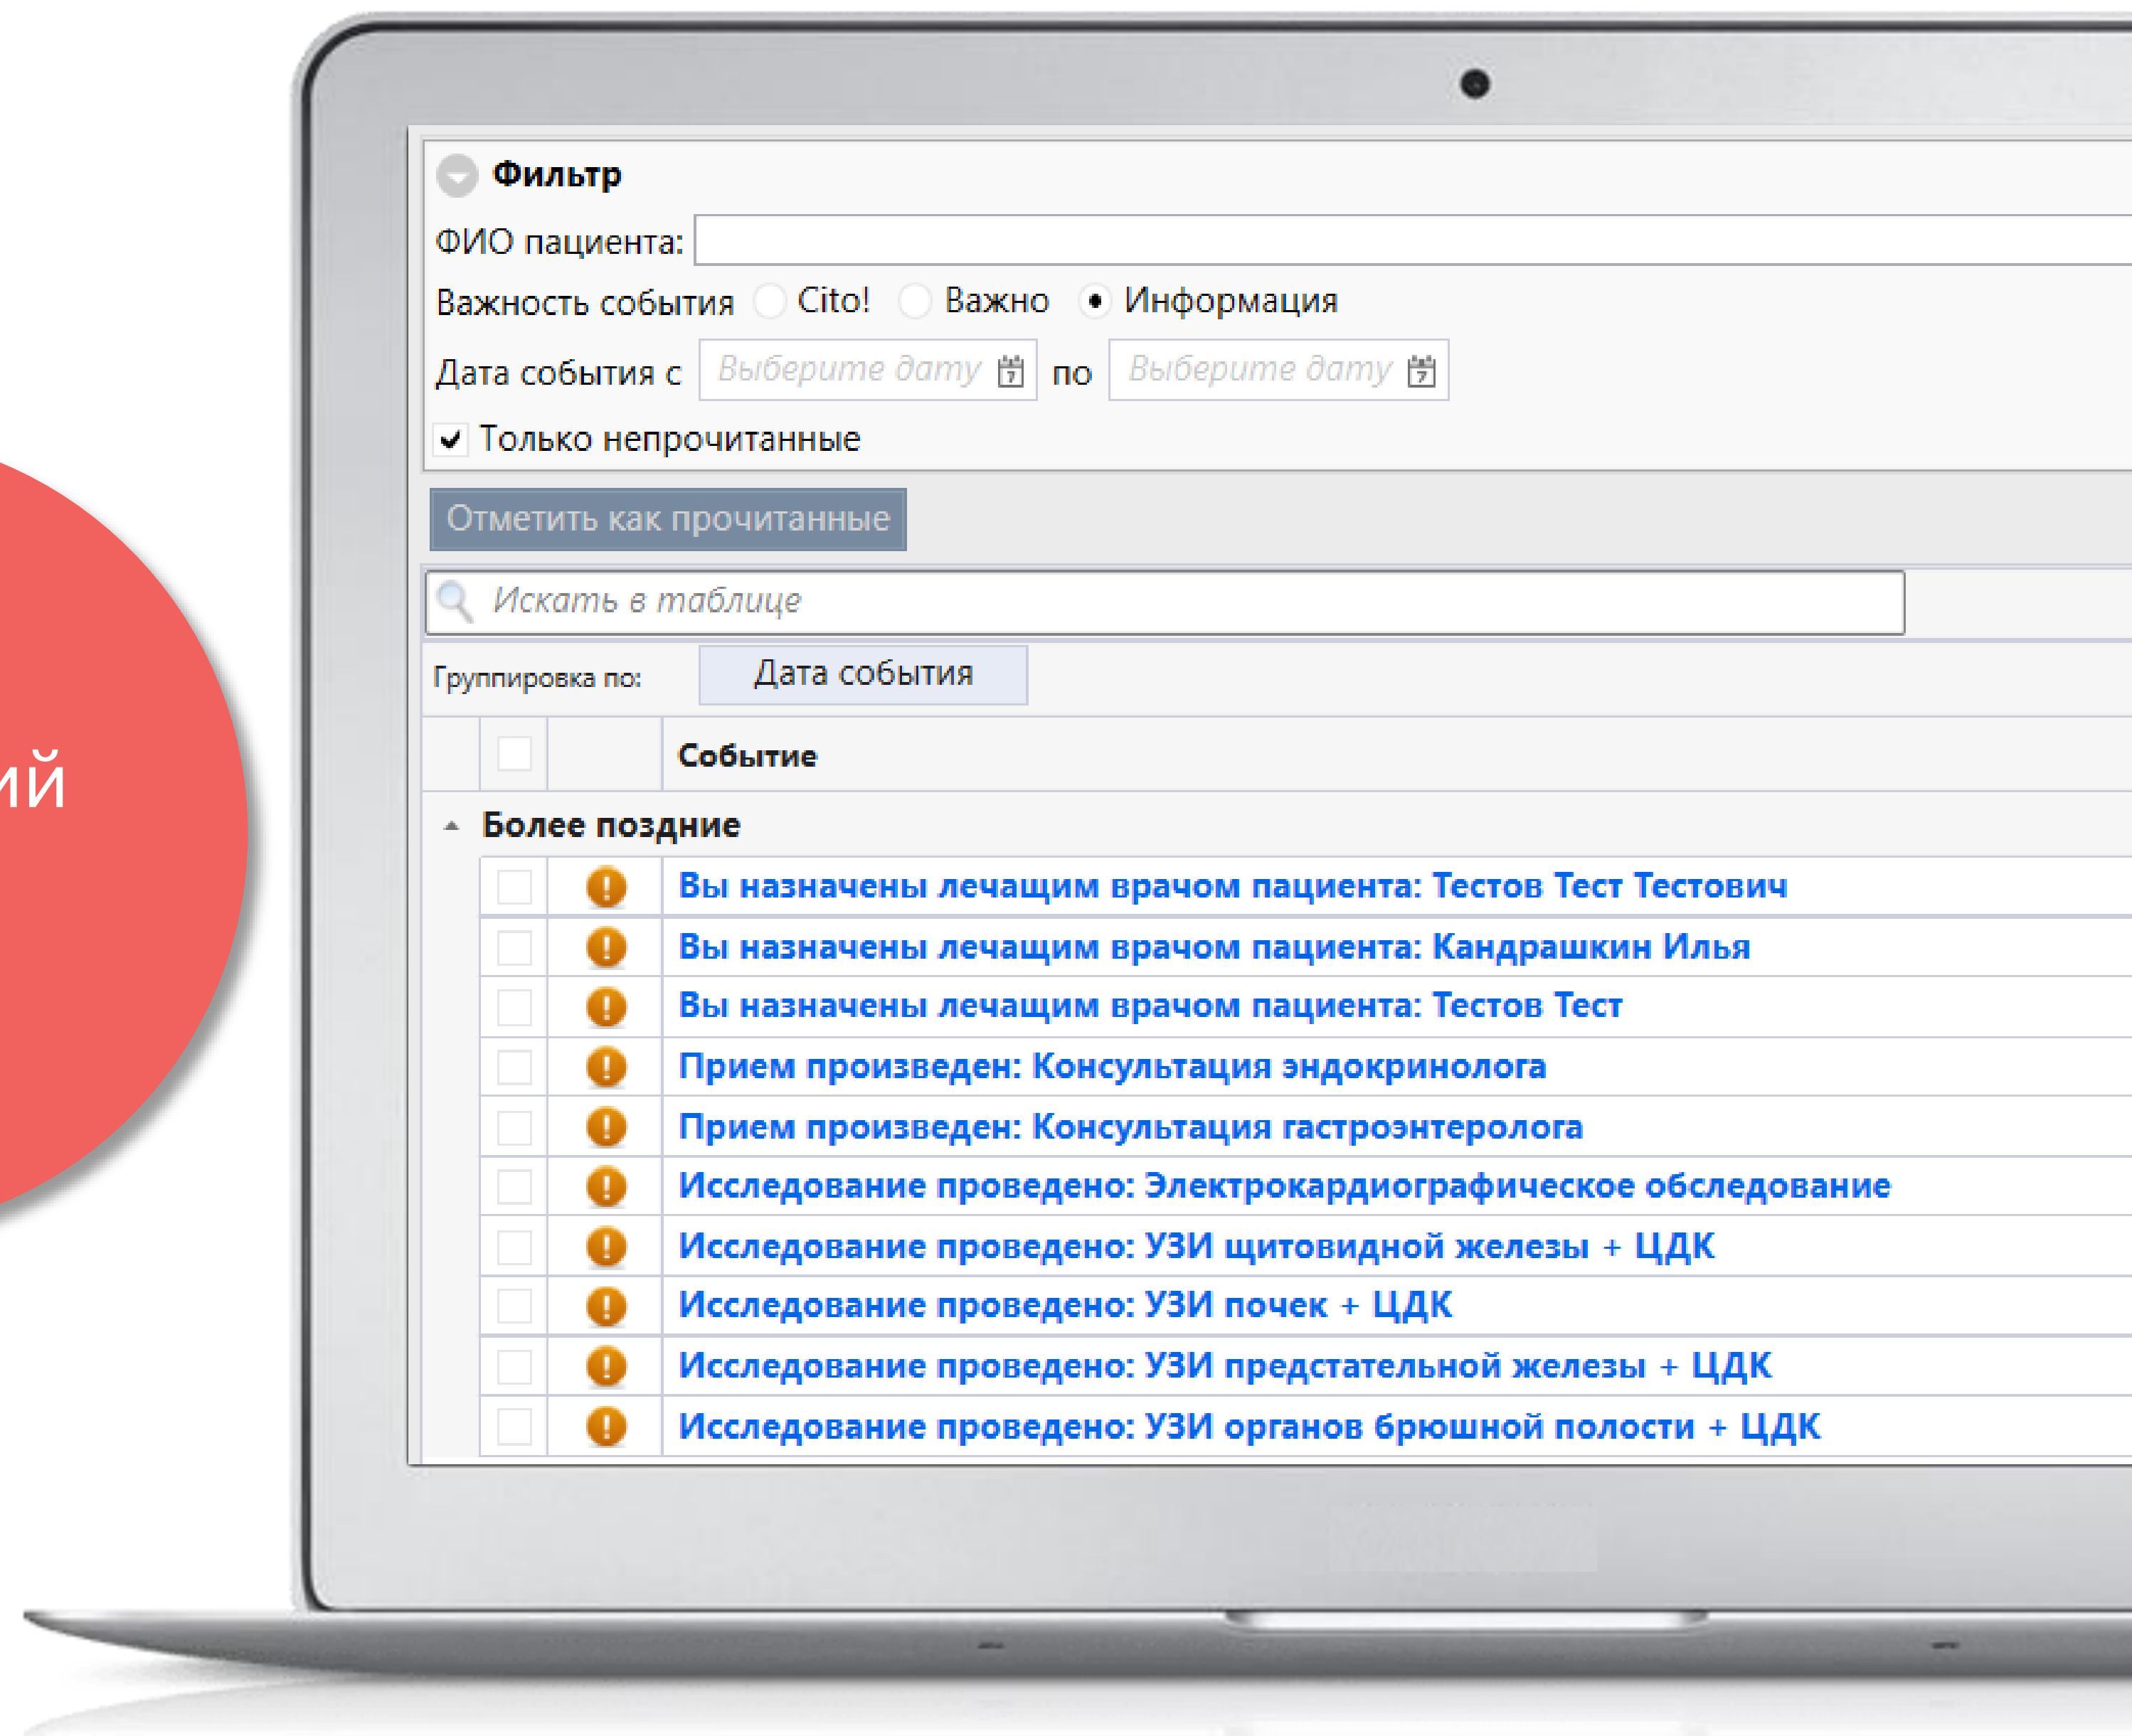 Фильтр
ФИО пациента:
Важность события Cito! Важно Информация
Дата события с Выберите дату по Выберите дату
Только непрочитанные
Отметить как прочитанные
Искать в таблице
Группировка по: Дата события
Событие
Более поздние
Вы назначены лечащим врачом пациента: Тестов Тест Тестович
Вы назначены лечащим врачом пациента: Кандрашкин Илья
Вы назначены лечащим врачом пациента: Тестов Тест
Прием произведен: Консультация эндокринолога
Прием произведен: Консультация гастроэнтеролога
Исследование проведено: Электрокардиографическое обследование
Исследование проведено: УЗИ щитовидной железы + ЦДК
Исследование проведено: УЗИ почек + ЦДК
Исследование проведено: УЗИ предстательной железы + ЦДК
Исследование проведено: УЗИ органов брюшной полости + ЦДК